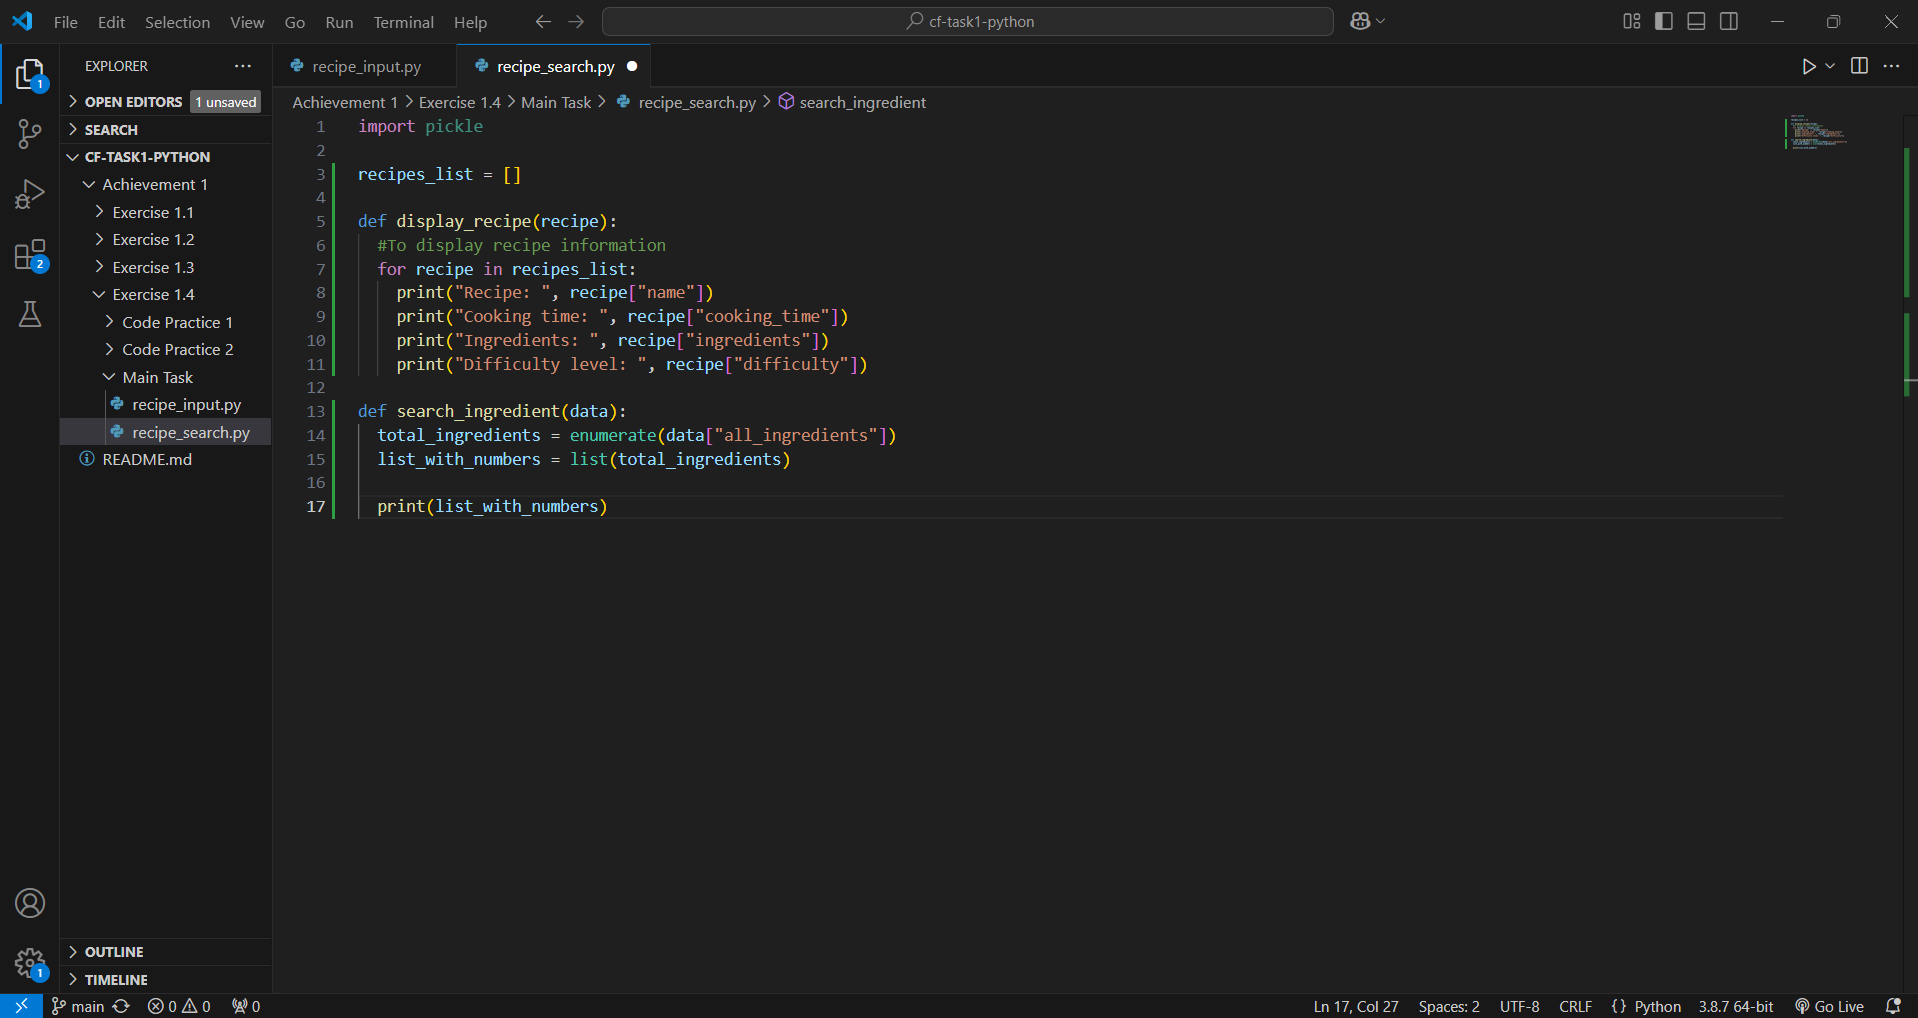 File Edit Selection View Go Run Terminal Help
cf-task1-python
EXPLORER
OPEN EDITORS 1 unsaved
SEARCH
CF-TASK1-PYTHON
Achievement 1
Exercise 1.1
Exercise 1.2
Exercise 1.3
Exercise 1.4
Code Practice 1
Code Practice 2
Main Task
recipe_input.py
recipe_search.py
README.md
OUTLINE
TIMELINE
1
2
1
recipe_input.py recipe_search.py
Achievement 1 > Exercise 1.4 > Main Task > recipe_search.py > search_ingredient
1 import pickle
2
3 recipes_list = []
4
5 def display_recipe(recipe):
6   #To display recipe information
7   for recipe in recipes_list:
8     print("Recipe: ", recipe["name"])
9     print("Cooking time: ", recipe["cooking_time"])
10     print("Ingredients: ", recipe["ingredients"])
11     print("Difficulty level: ", recipe["difficulty"])
12
13 def search_ingredient(data):
14   total_ingredients = enumerate(data["all_ingredients"])
15   list_with_numbers = list(total_ingredients)
16
17   print(list_with_numbers)
main 0 0 0 Ln 17, Col 27 Spaces: 2 UTF-8 CRLF {} Python 3.8.7 64-bit Go Live